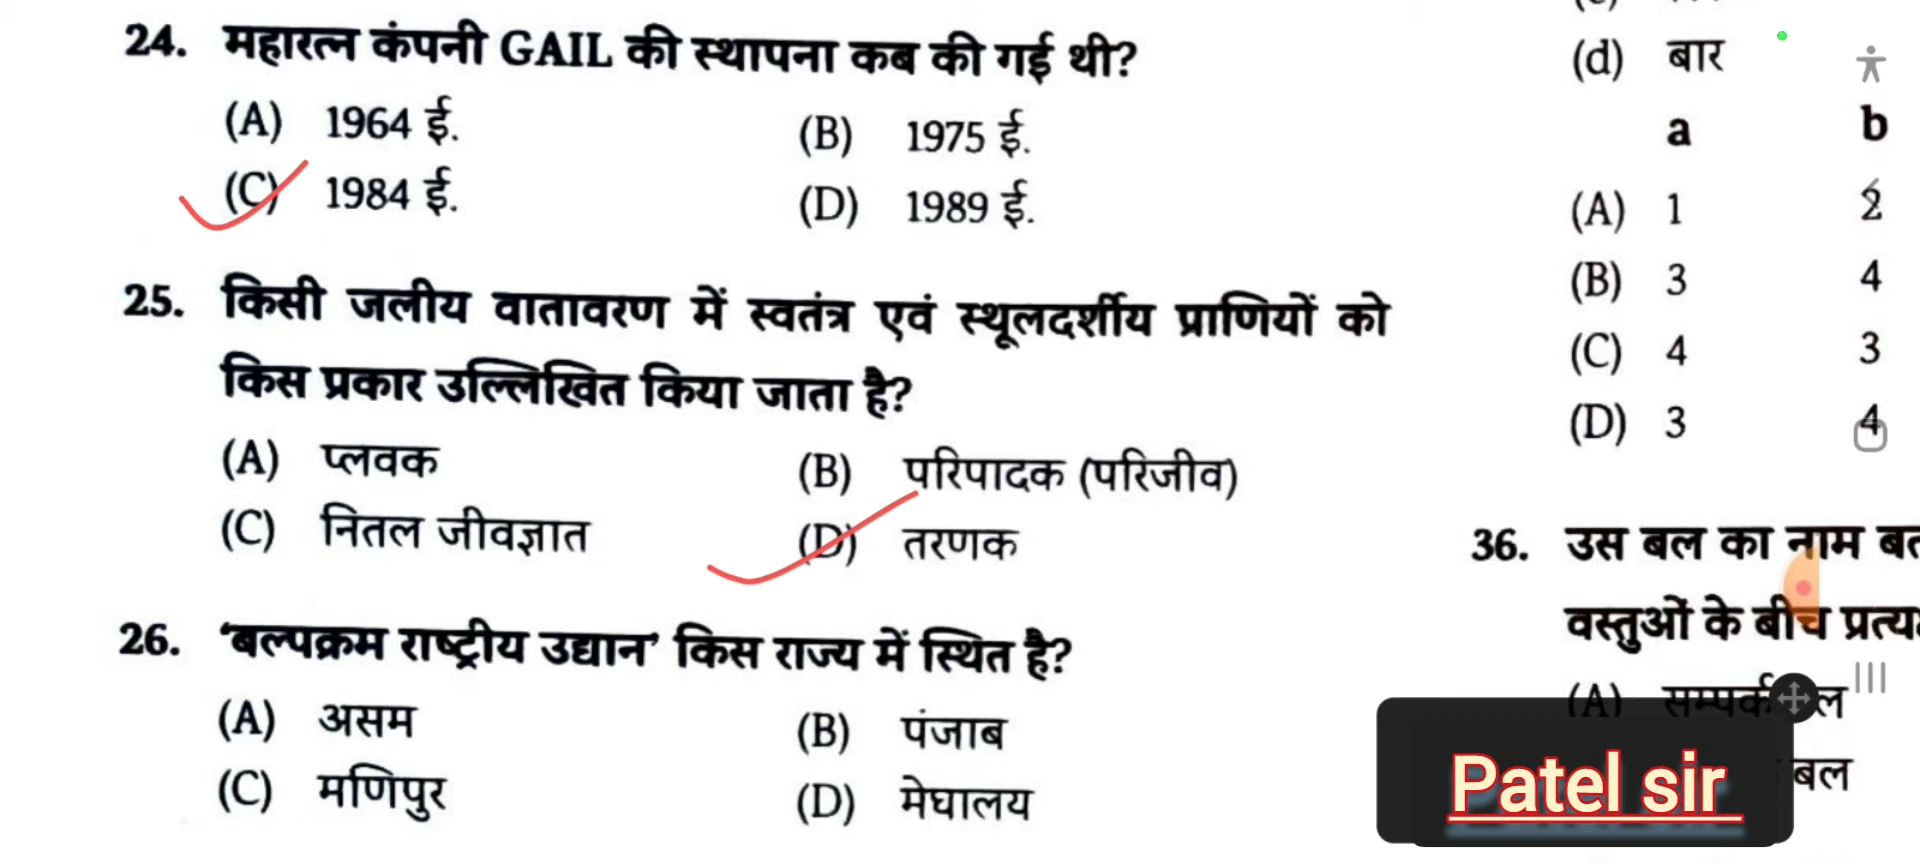 24. महारत्न कंपनी GAIL की स्थापना कब की गई थी?
(A) 1964 ई.
(B) 1975 ई.
(C) 1984 ई.
(D) 1989 ई.
25. किसी जलीय वातावरण में स्वतंत्र एवं स्थूलदर्शीय प्राणियों को
किस प्रकार उल्लिखित किया जाता है?
(A) प्लवक
(B) परिपादक (परिजीव)
(C) नितल जीवज्ञात
(D) तरणक
26. ‘बल्पक्रम राष्ट्रीय उद्यान’ किस राज्य में स्थित है?
(A) असम
(B) पंजाब
(C) मणिपुर
(D) मेघालय
(d) बार
a b
(A) 1 2
(B) 3 4
(C) 4 3
(D) 3 4
36. उस बल का नाम
वस्तुओं के बीच
(A) सम्पर्क
बल
Patel sir